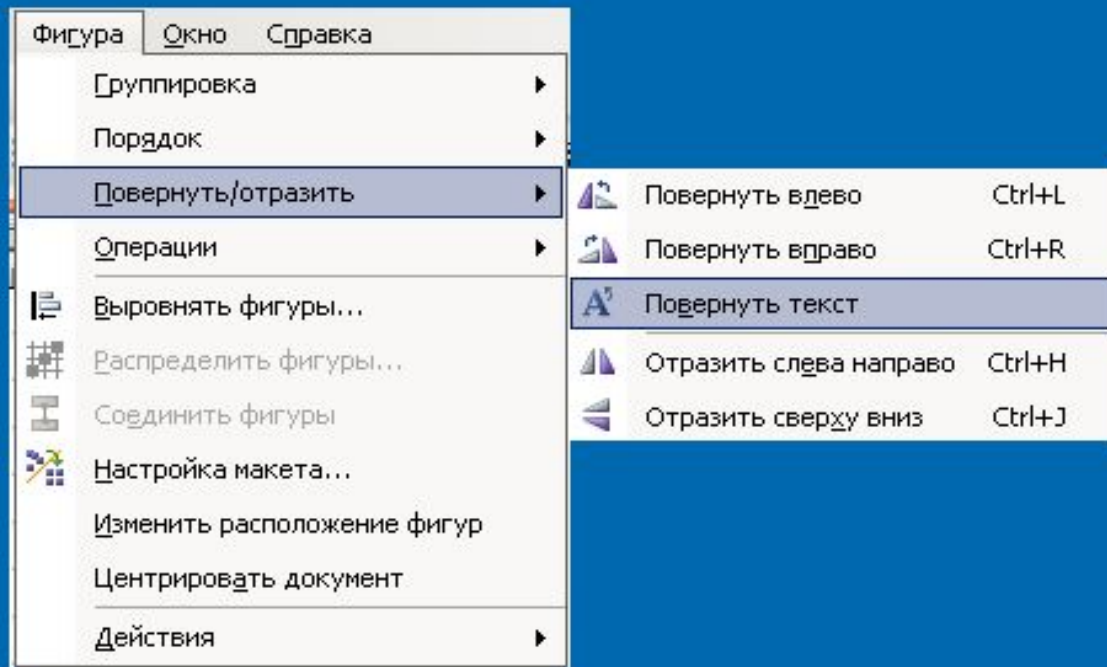 Фигура Окно Справка
Группировка
Порядок
Повернуть/отразить
Операции
Выровнять фигуры...
Распределить фигуры...
Соединить фигуры
Настройка макета...
Изменить расположение фигур
Центрировать документ
Действия
Повернуть влево Ctrl+L
Повернуть вправо Ctrl+R
Повернуть текст
Отразить слева направо Ctrl+H
Отразить сверху вниз Ctrl+J